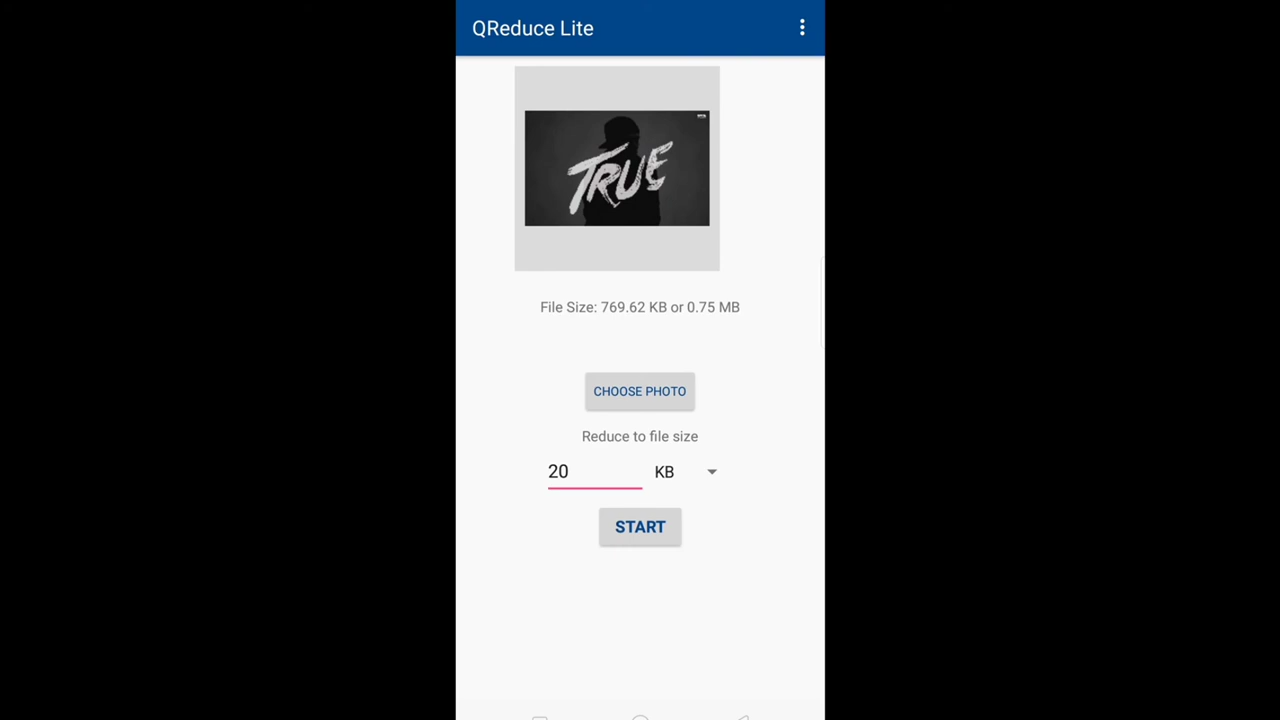 QReduce Lite
TRUE
File Size: 769.62 KB or 0.75 MB
CHOOSE PHOTO
Reduce to file size
20 KB
START